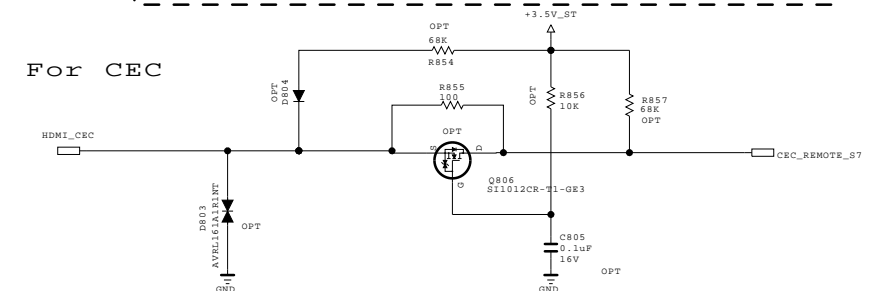 +3.5V_ST
OPT
68K
R854
For CEC
OPT
D804
R855
100
OPT
R856
10K
R857
68K
OPT
HDMI_CEC
OPT
S
D
G
CEC_REMOTE_S7
Q806
SI1012CR-T1-GE3
D803
AVRL161A1R1NT
OPT
C805
0.1uF
16V
OPT
GND
GND